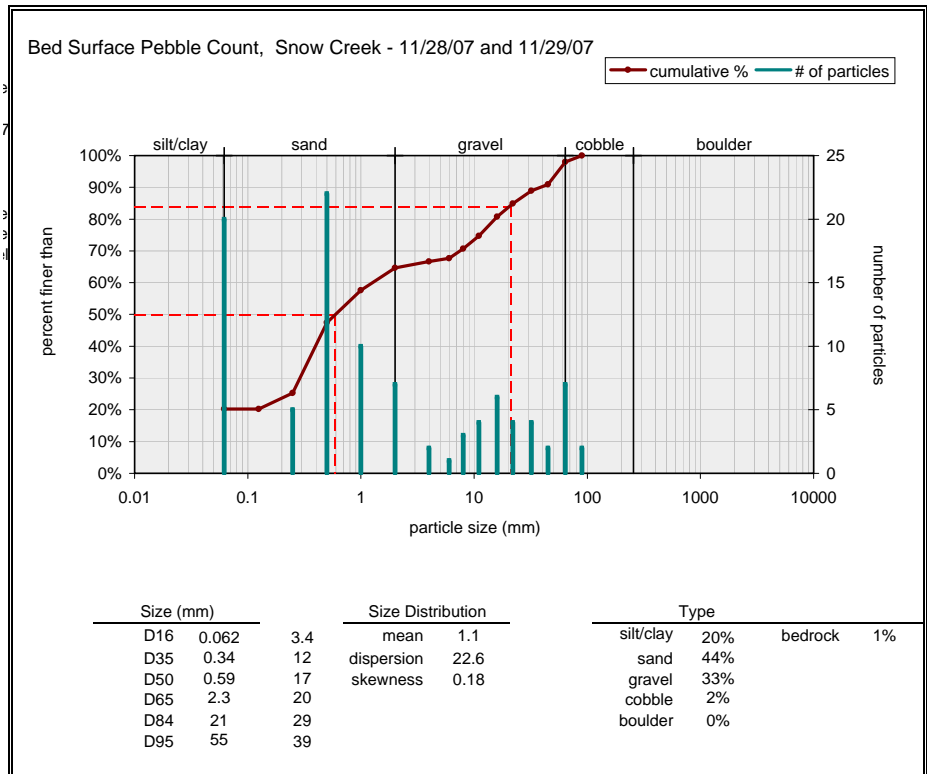 Bed Surface Pebble Count, Snow Creek - 11/28/07 and 11/29/07
cumulative % # of particles
silt/clay sand gravel cobble boulder
100% 25
90%
80% 20
70%
60% 15
50%
40% 10
30%
20% 5
10%
0% 0
percent finer than
number of particles
0.01 0.1 1 10 100 1000 10000
particle size (mm)
Size (mm) Size Distribution Type
D16 0.062 3.4 mean 1.1 silt/clay 20% bedrock 1%
D35 0.34 12 dispersion 22.6 sand 44%
D50 0.59 17 skewness 0.18 gravel 33%
D65 2.3 20 cobble 2%
D84 21 29 boulder 0%
D95 55 39